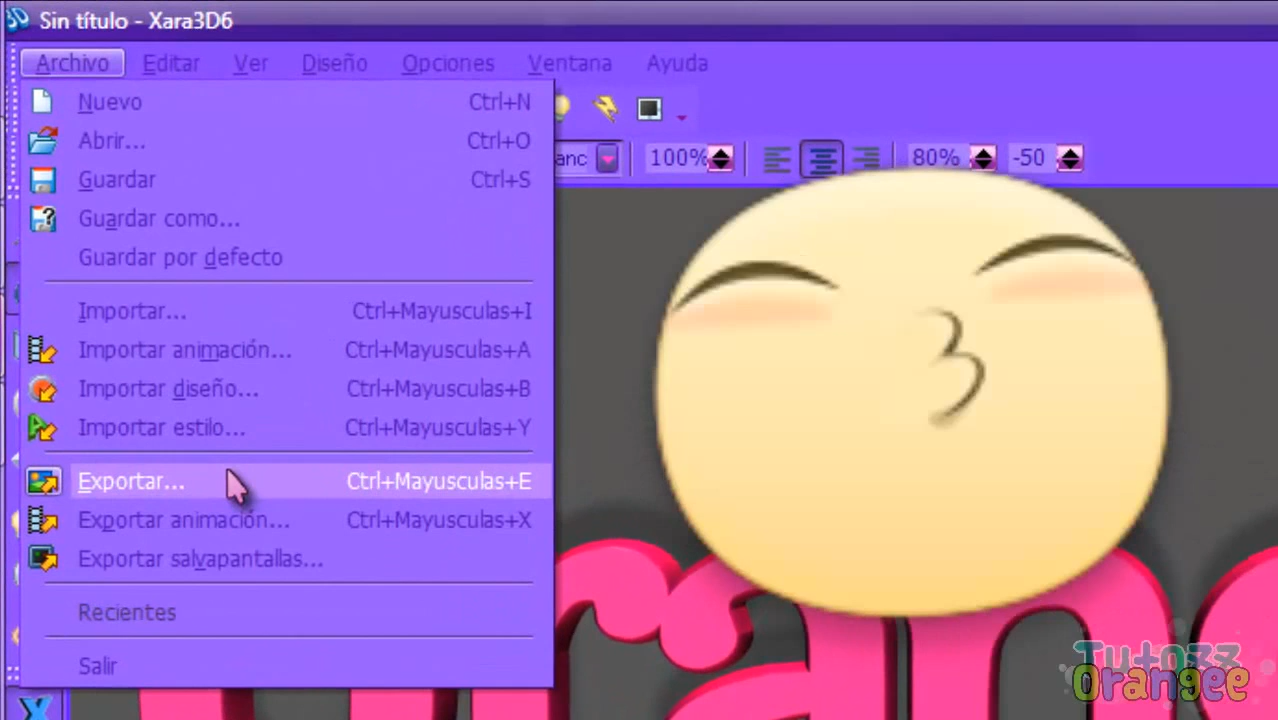 Sin título - Xara3D6
Archivo Editar Ver Diseño Opciones Ventana Ayuda
Nuevo Ctrl+N
Abrir... Ctrl+O
anc 100% 80% -50
Guardar Ctrl+S
Guardar como...
Guardar por defecto
Importar... Ctrl+Mayusculas+I
Importar animación... Ctrl+Mayusculas+A
Importar diseño... Ctrl+Mayusculas+B
Importar estilo... Ctrl+Mayusculas+Y
Exportar... Ctrl+Mayusculas+E
Exportar animación... Ctrl+Mayusculas+X
Exportar salvapantallas...
Recientes
Salir
Tutozz
Orangee